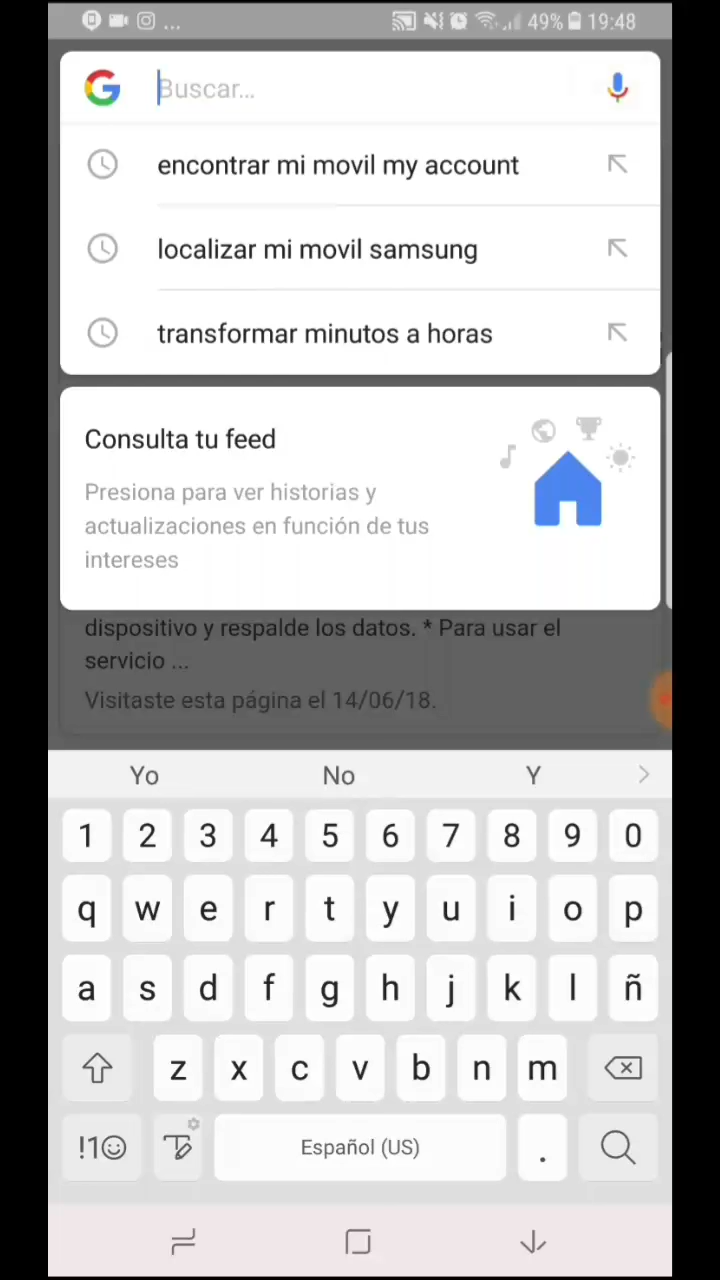 ... 49% 19:48
Buscar...
encontrar mi movil my account
localizar mi movil samsung
transformar minutos a horas
Consulta tu feed
Presiona para ver historias y
actualizaciones en función de tus
intereses
dispositivo y respalde los datos. * Para usar el
servicio ...
Visitaste esta página el 14/06/18.
Yo No Y
1 2 3 4 5 6 7 8 9 0
q w e r t y u i o p
a s d f g h j k l ñ
z x c v b n m
!1☺ Español (US) .